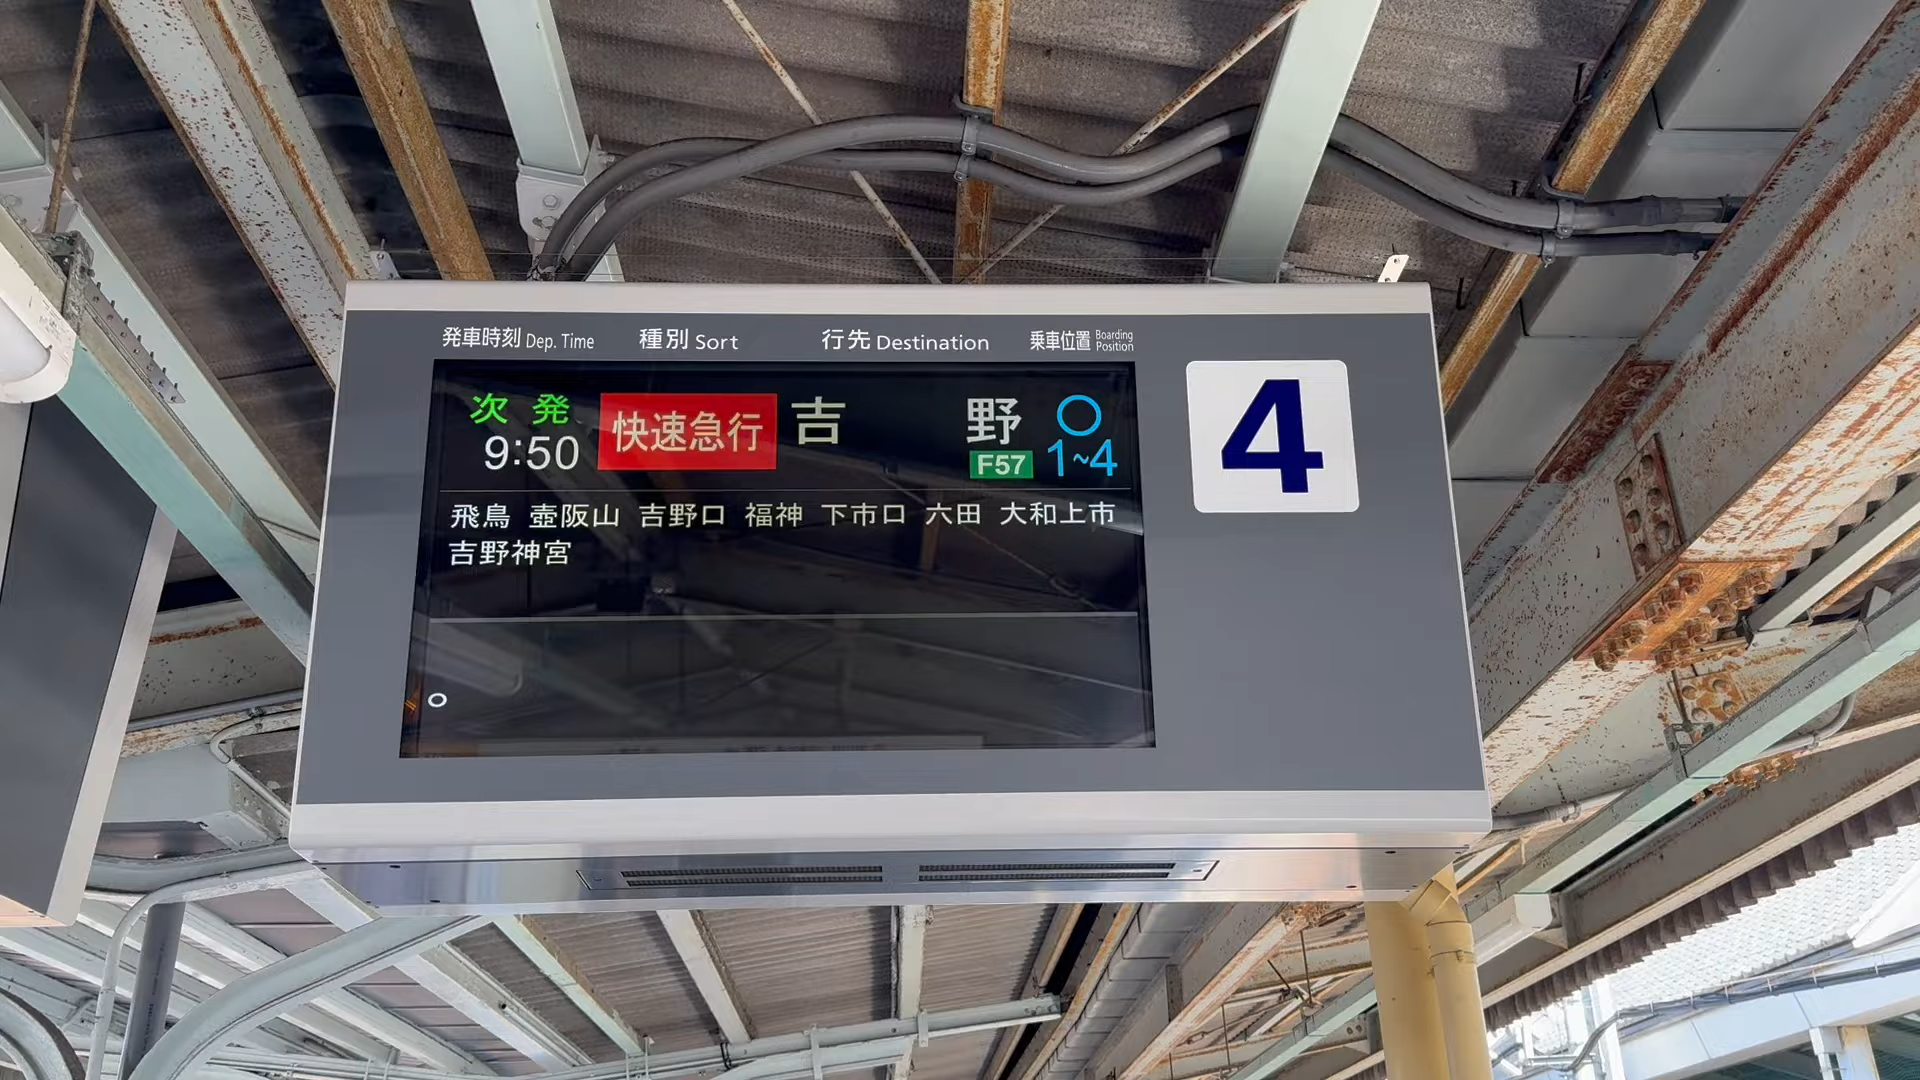 発車時刻 Dep. Time 種別 Sort 行先 Destination 乗車位置 Boarding Position
次発 快速急行 吉野 ○
9:50 F57 1~4
4
飛鳥 壺阪山 吉野口 福神 下市口 六田 大和上市
吉野神宮